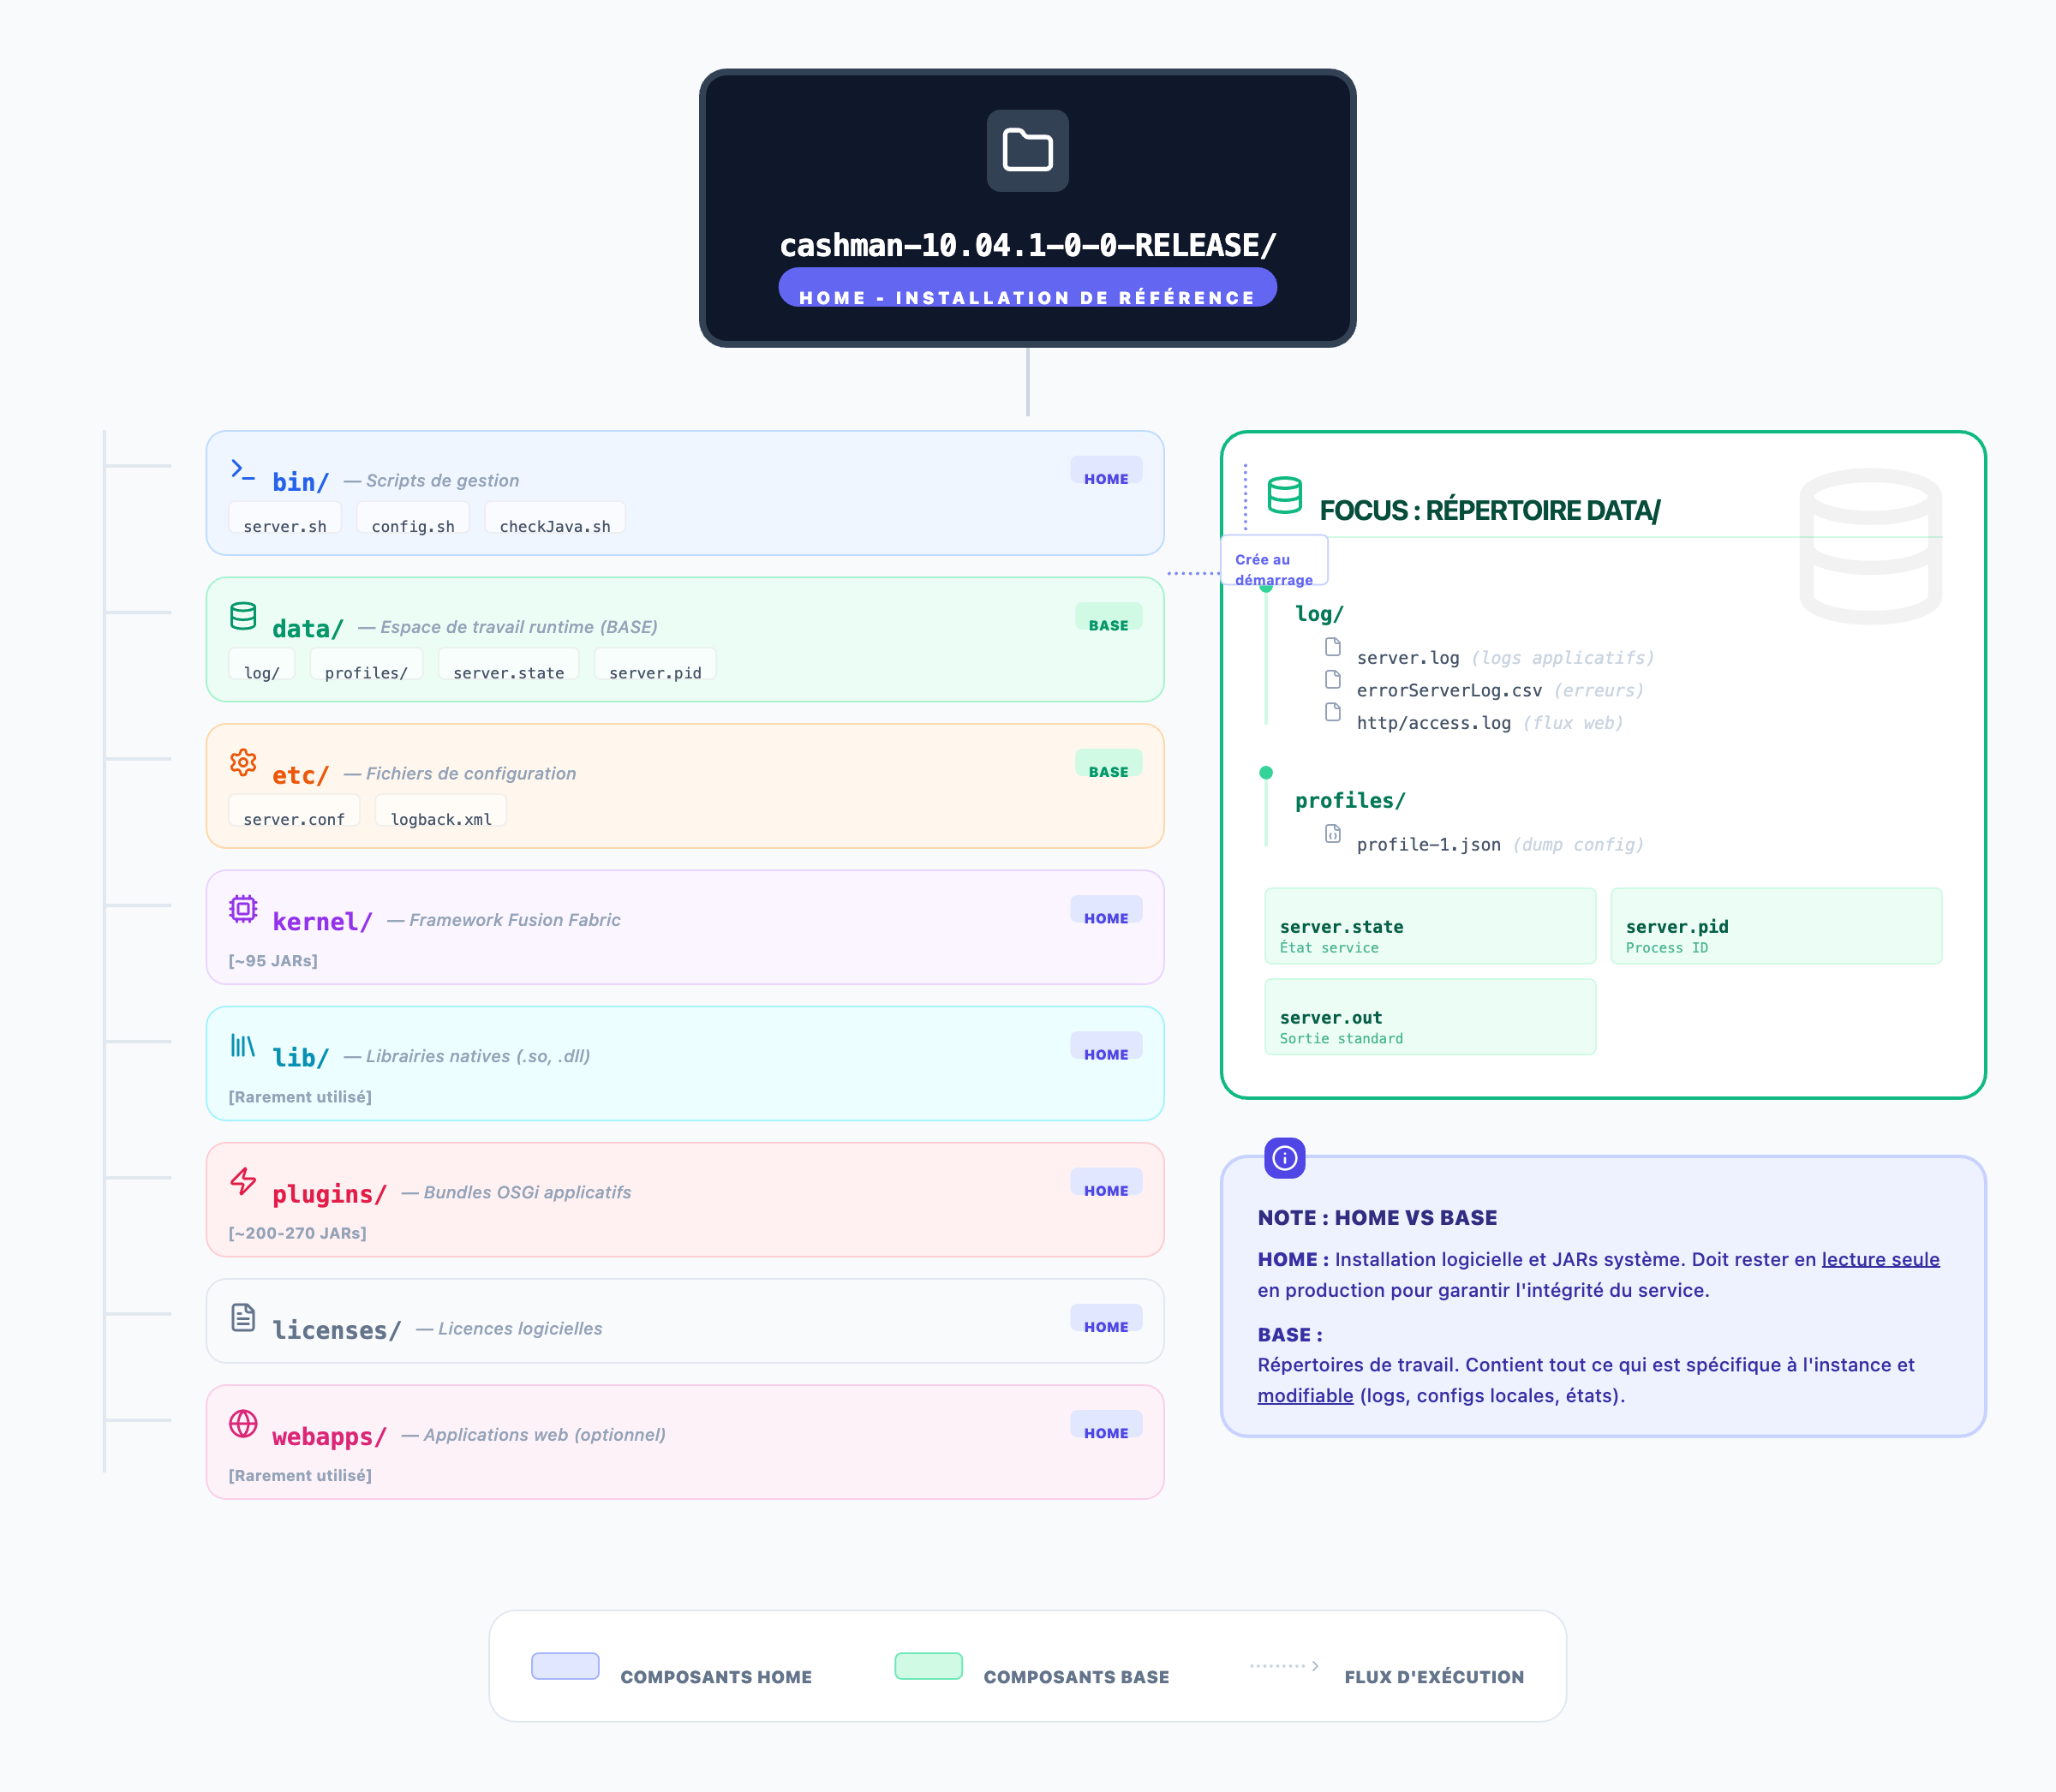 cashman-10.04.1-0-0-RELEASE/
HOME - INSTALLATION DE RÉFÉRENCE
bin/ — Scripts de gestion
HOME
server.sh config.sh checkJava.sh
data/ — Espace de travail runtime (BASE)
BASE
log/ profiles/ server.state server.pid
etc/ — Fichiers de configuration
BASE
server.conf logback.xml
kernel/ — Framework Fusion Fabric
HOME
[~95 JARs]
lib/ — Librairies natives (.so, .dll)
HOME
[Rarement utilisé]
plugins/ — Bundles OSGi applicatifs
HOME
[~200-270 JARs]
licenses/ — Licences logicielles
HOME
webapps/ — Applications web (optionnel)
HOME
[Rarement utilisé]
FOCUS : RÉPERTOIRE DATA/
Crée au
démarrage
log/
server.log (logs applicatifs)
errorServerLog.csv (erreurs)
http/access.log (flux web)
profiles/
profile-1.json (dump config)
server.state
État service
server.pid
Process ID
server.out
Sortie standard
NOTE : HOME VS BASE
HOME : Installation logicielle et JARs système. Doit rester en lecture seule
en production pour garantir l'intégrité du service.
BASE :
Répertoires de travail. Contient tout ce qui est spécifique à l'instance et
modifiable (logs, configs locales, états).
COMPOSANTS HOME
COMPOSANTS BASE
FLUX D'EXÉCUTION